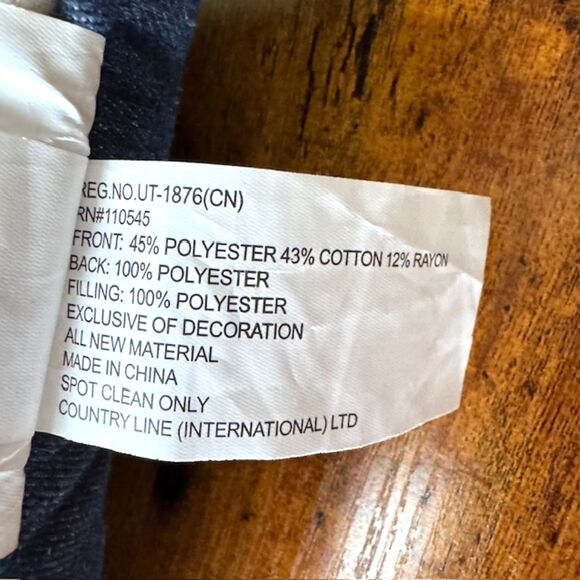 REG.NO.UT-1876(CN)
RN#110545
FRONT: 45% POLYESTER 43% COTTON 12% RAYON
BACK: 100% POLYESTER
FILLING: 100% POLYESTER
EXCLUSIVE OF DECORATION
ALL NEW MATERIAL
MADE IN CHINA
SPOT CLEAN ONLY
COUNTRY LINE (INTERNATIONAL) LTD